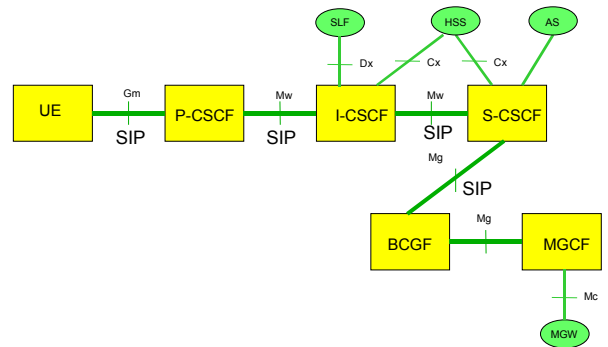 SLF
HSS
AS
Dx
Cx
Cx
UE
Gm
SIP
P-CSCF
Mw
SIP
I-CSCF
Mw
SIP
S-CSCF
Mg
SIP
BCGF
Mg
MGCF
Mc
MGW